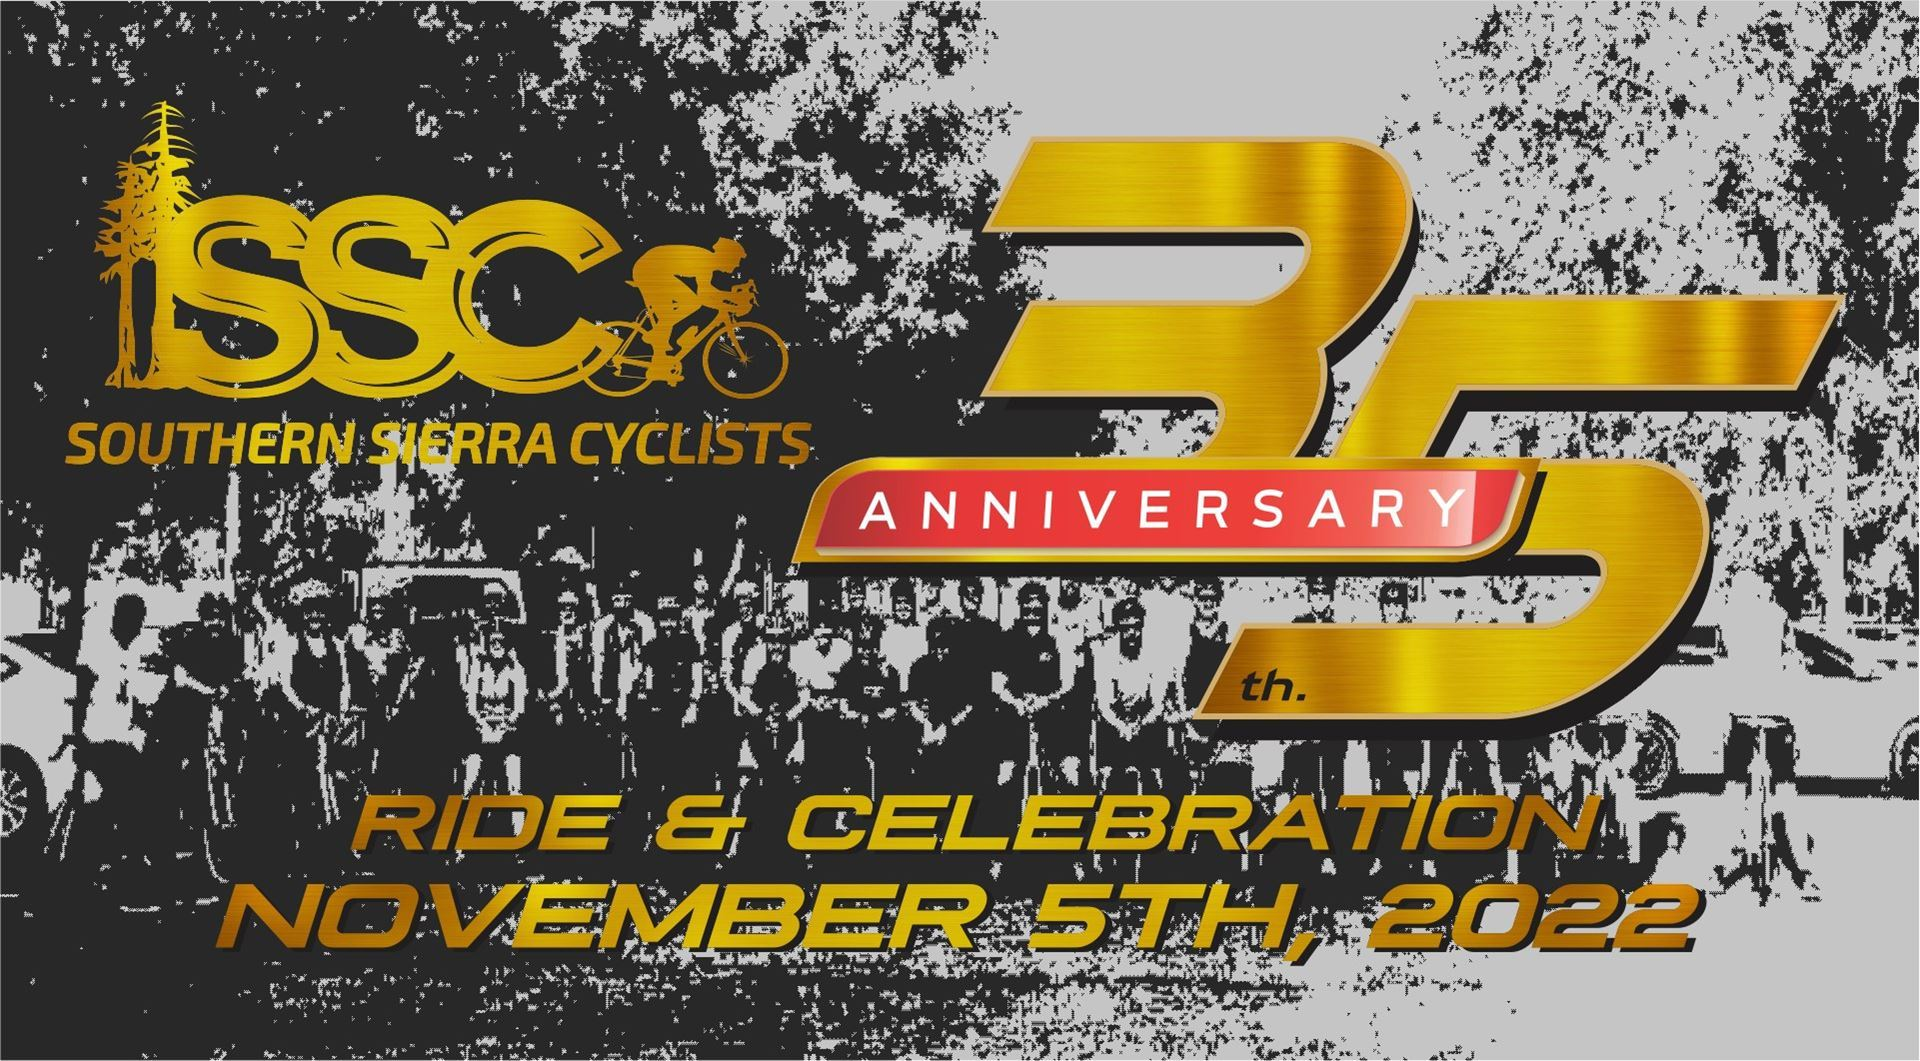 SSC
SOUTHERN SIERRA CYCLISTS
35
ANNIVERSARY
th.
RIDE & CELEBRATION
NOVEMBER 5TH, 2022